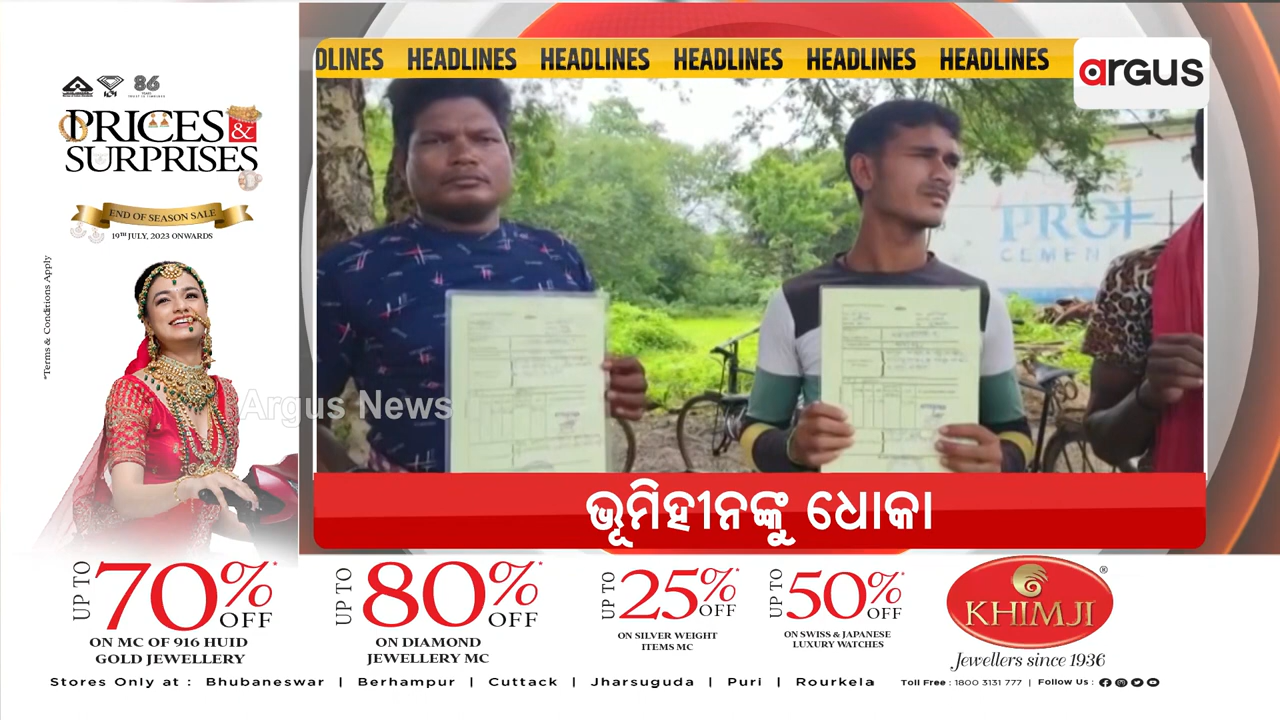 HEADLINES HEADLINES HEADLINES HEADLINES HEADLINES
argus
86
PRICES &
SURPRISES
END OF SEASON SALE
19TH JULY, 2023 ONWARDS
*Terms & Conditions Apply
PRO+
CEMEN
Argus News
ଭୂମିହୀନଙ୍କୁ ଧୋକା
UP TO 70%* OFF
ON MC OF 916 HUID
GOLD JEWELLERY
UP TO 80%* OFF
ON DIAMOND
JEWELLERY MC
UP TO 25%* OFF
ON SILVER WEIGHT
ITEMS MC
UP TO 50%* OFF
ON SWISS & JAPANESE
LUXURY WATCHES
KHIMJI ®
Jewellers since 1936
Stores Only at : Bhubaneswar | Berhampur | Cuttack | Jharsuguda | Puri | Rourkela Toll Free : 1800 3131 777 | Follow Us :